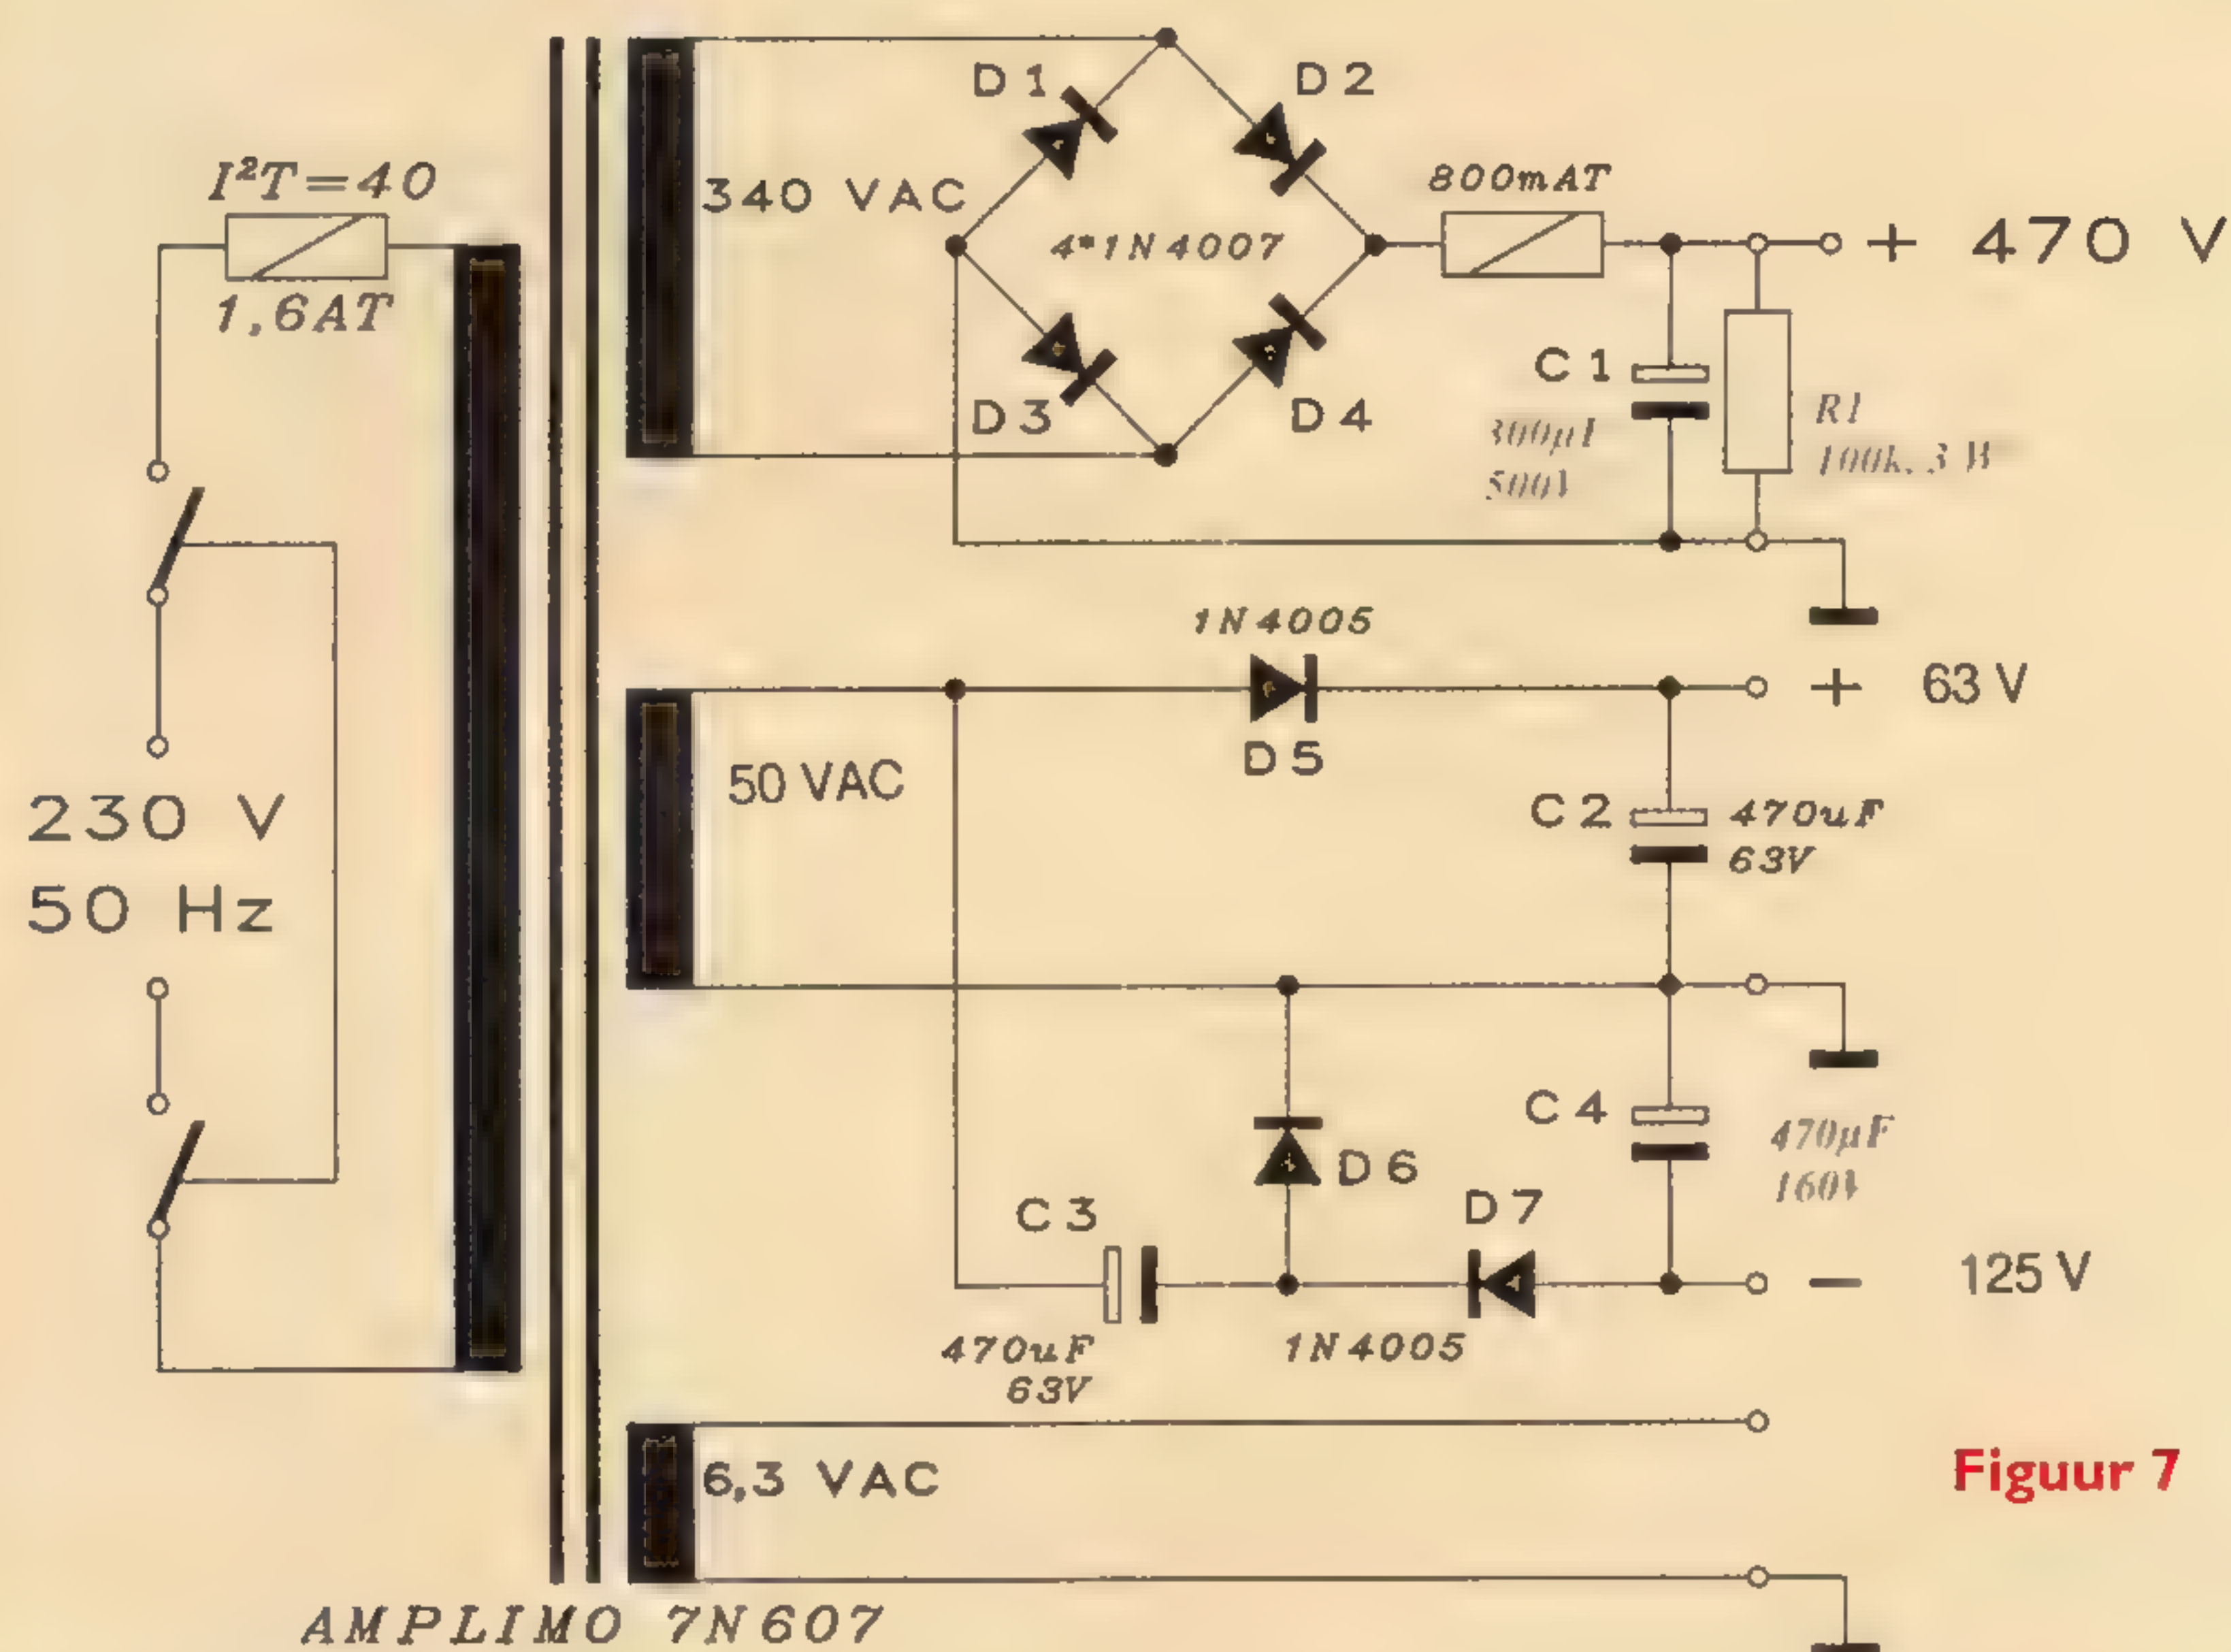 I²T=40
1,6AT
230 V
50 Hz
340 VAC
D1
D2
4*1N4007
D3
D4
800mAT
+ 470 V
C1
300µF
500V
R1
100k, 3 W
1N4005
D5
+ 63 V
50 VAC
C2
470uF
63V
C4
470µF
160V
D6
D7
C3
470uF
63V
1N4005
− 125 V
6,3 VAC
Figuur 7
AMPLIMO 7N607